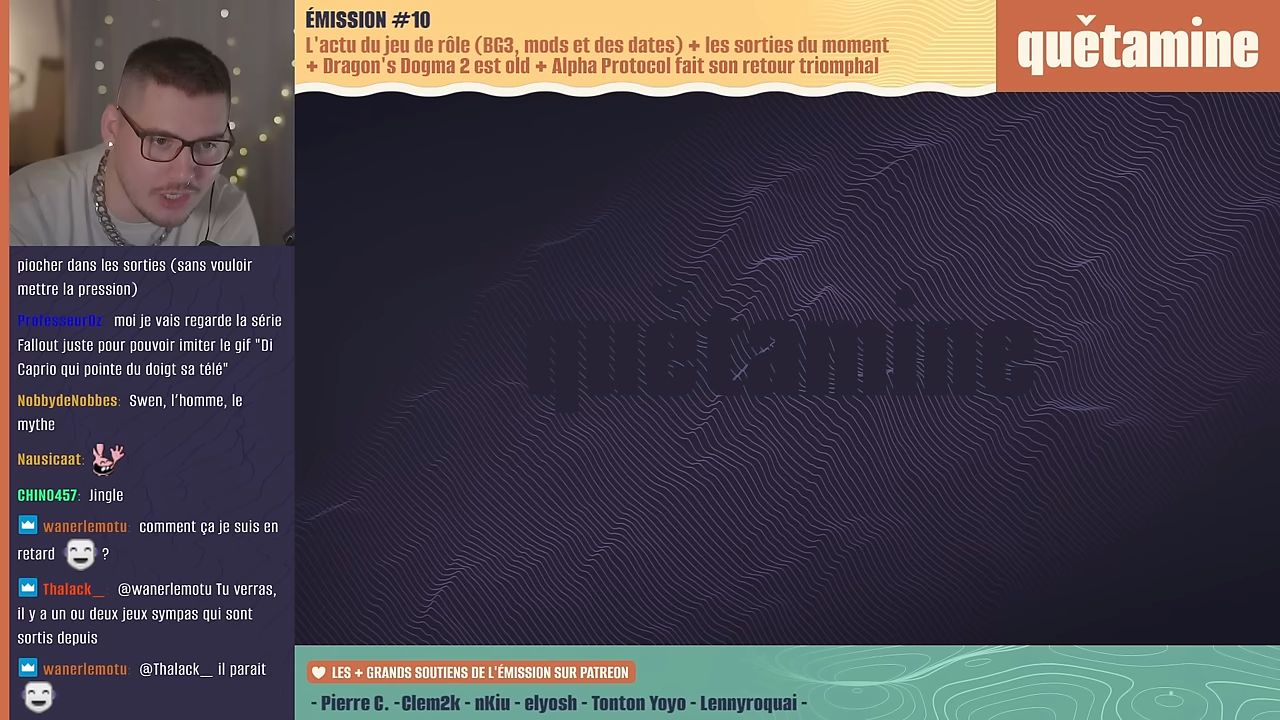 ÉMISSION #10
L'actu du jeu de rôle (BG3, mods et des dates) + les sorties du moment
+ Dragon's Dogma 2 est old + Alpha Protocol fait son retour triomphal
quětamine
piocher dans les sorties (sans vouloir
mettre la pression)
ProfesseurOz: moi je vais regarde la série
Fallout juste pour pouvoir imiter le gif "Di
Caprio qui pointe du doigt sa télé"
NobbydeNobbes: Swen, l'homme, le
mythe
Nausicaat:
CHINO457: Jingle
wanerlemotu: comment ça je suis en
retard ?
Thalack__ @wanerlemotu Tu verras,
il y a un ou deux jeux sympas qui sont
sortis depuis
wanerlemotu: @Thalack__ il parait
quětamine
LES + GRANDS SOUTIENS DE L'ÉMISSION SUR PATREON
- Pierre C. -Clem2k - nKiu - elyosh - Tonton Yoyo - Lennyroquai -